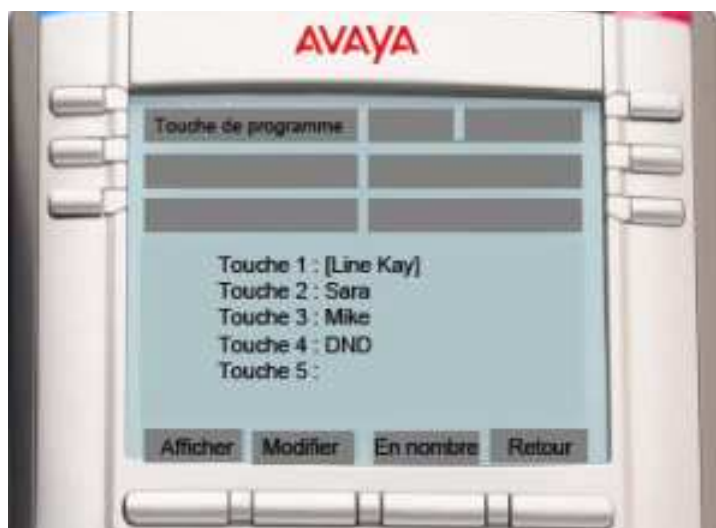 AVAYA
Touche de programme
Touche 1 : [Line Kay]
Touche 2 : Sara
Touche 3 : Mike
Touche 4 : DND
Touche 5 :
Afficher Modifier En nombre Retour